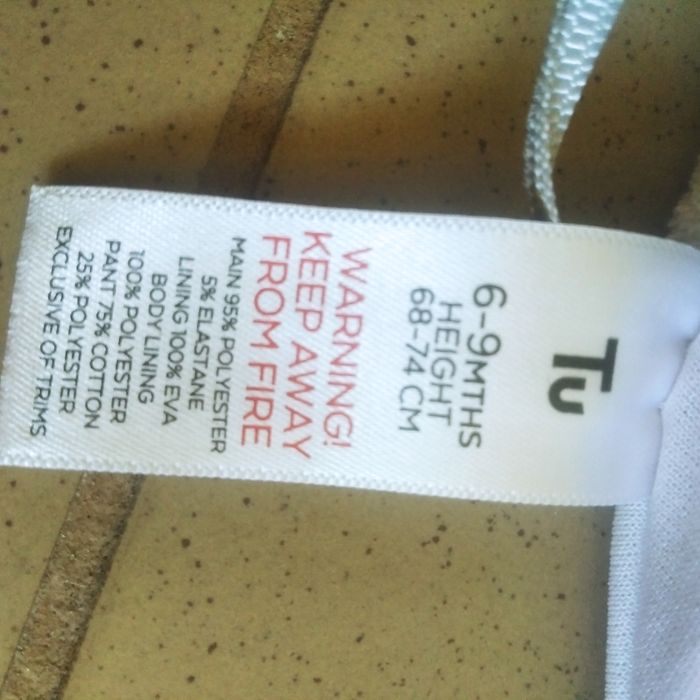 Tu
6-9MTHS
HEIGHT
68-74 CM
WARNING!
KEEP AWAY
FROM FIRE
MAIN 95% POLYESTER
5% ELASTANE
LINING 100% EVA
BODY LINING
100% POLYESTER
PANT 75% COTTON
25% POLYESTER
EXCLUSIVE OF TRIMS